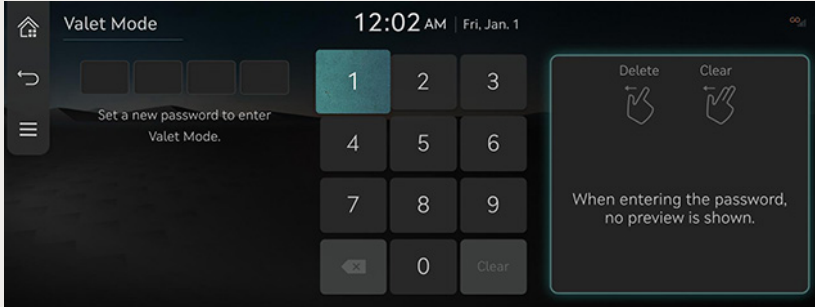 Valet Mode
12:02 AM Fri, Jan. 1
Set a new password to enter
Valet Mode.
1 2 3
4 5 6
7 8 9
0 Clear
Delete Clear
When entering the password,
no preview is shown.